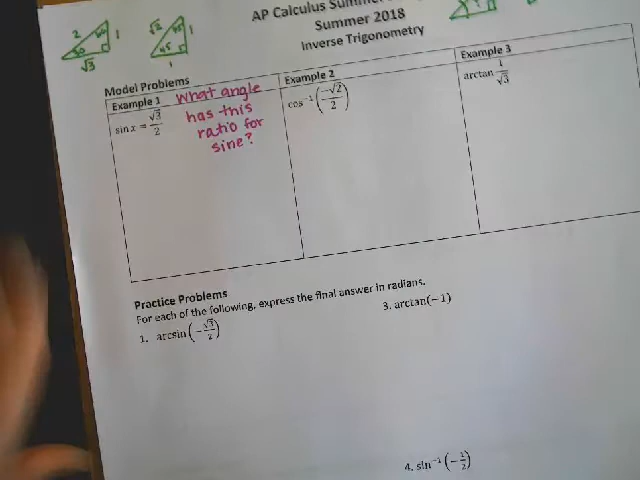 AP Calculus Summer
Summer 2018
Inverse Trigonometry
2 60 1
30
√3
√2 45 1
45
1
Model Problems
Example 1
sin x = √3/2
What angle
has this
ratio for
sine?
Example 2
cos⁻¹(-√2/2)
Example 3
arctan 1/√3
Practice Problems
For each of the following, express the final answer in radians.
1. arcsin(-√3/2)
3. arctan(−1)
4. sin⁻¹(-1/2)